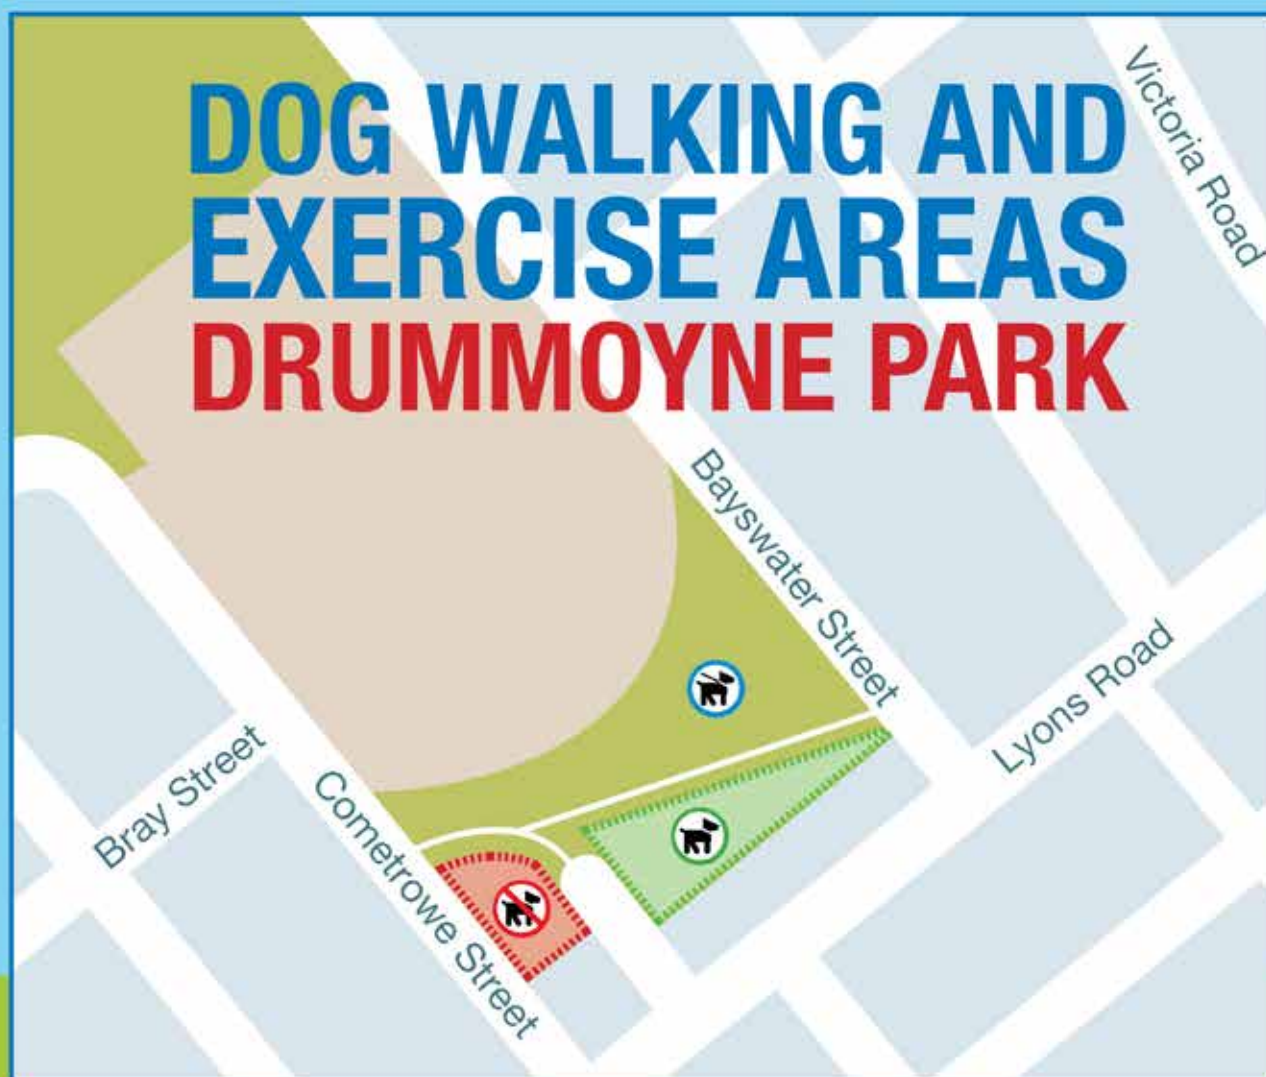 DOG WALKING AND
EXERCISE AREAS
DRUMMOYNE PARK
Victoria Road
Bayswater Street
Lyons Road
Bray Street
Cometrowe Street